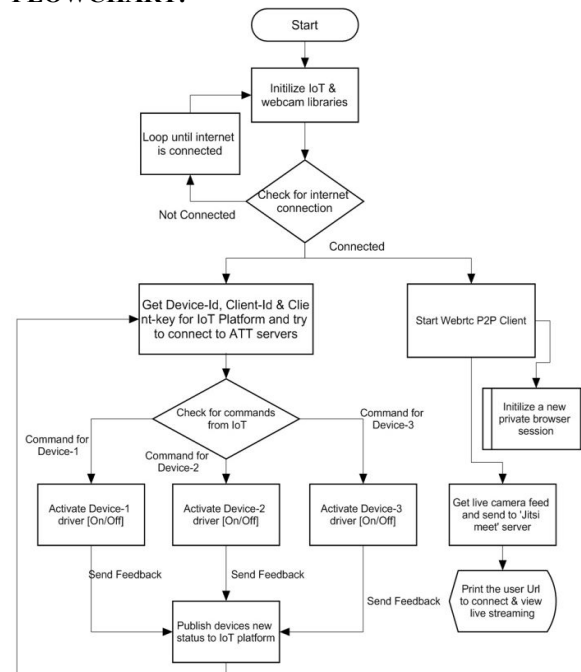 FLOWCHART:
Start
Initilize IoT &
webcam libraries
Loop until internet
is connected
Check for internet
connection
Not Connected
Connected
Get Device-Id, Client-Id & Clie
nt-key for IoT Platform and try
to connect to ATT servers
Start Webrtc P2P Client
Initilize a new
private browser
session
Check for commands
from IoT
Command for
Device-1
Command for
Device-2
Command for
Device-3
Activate Device-1
driver [On/Off]
Activate Device-2
driver [On/Off]
Activate Device-3
driver [On/Off]
Get live camera feed
and send to 'Jitsi
meet' server
Send Feedback
Send Feedback
Send Feedback
Print the user Url
to connect & view
live streaming
Publish devices new
status to IoT platform